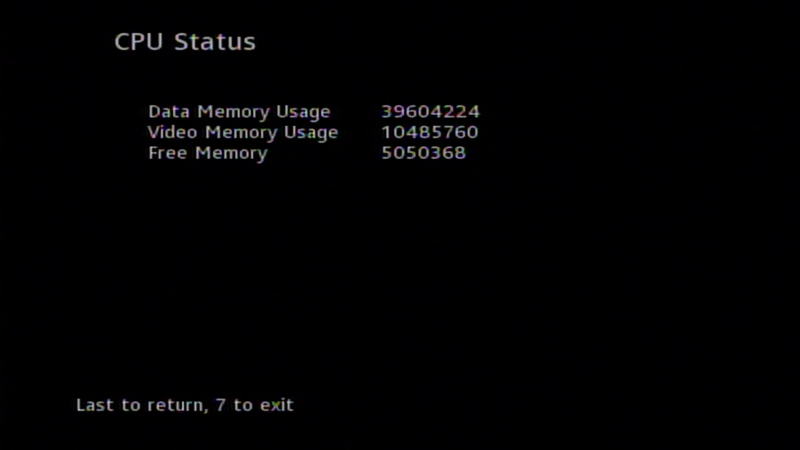 CPU Status
Data Memory Usage 39604224
Video Memory Usage 10485760
Free Memory 5050368
Last to return, 7 to exit